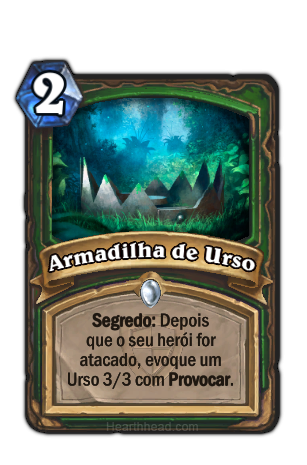 2
Armadilha de Urso
Segredo: Depois
que o seu herói for
atacado, evoque um
Urso 3/3 com Provocar.
Hearthhead.com